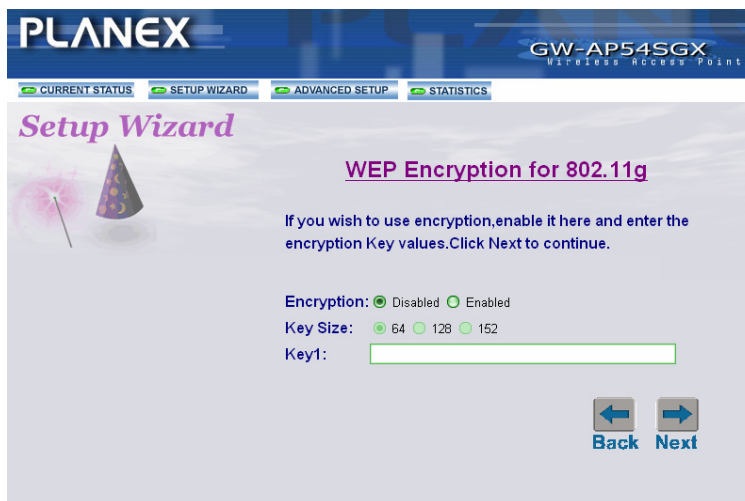 PLANEX
GW-AP54SGX
Wireless Access Point
CURRENT STATUS SETUP WIZARD ADVANCED SETUP STATISTICS
Setup Wizard
WEP Encryption for 802.11g
If you wish to use encryption,enable it here and enter the
encryption Key values.Click Next to continue.
Encryption: Disabled Enabled
Key Size: 64 128 152
Key1:
Back Next